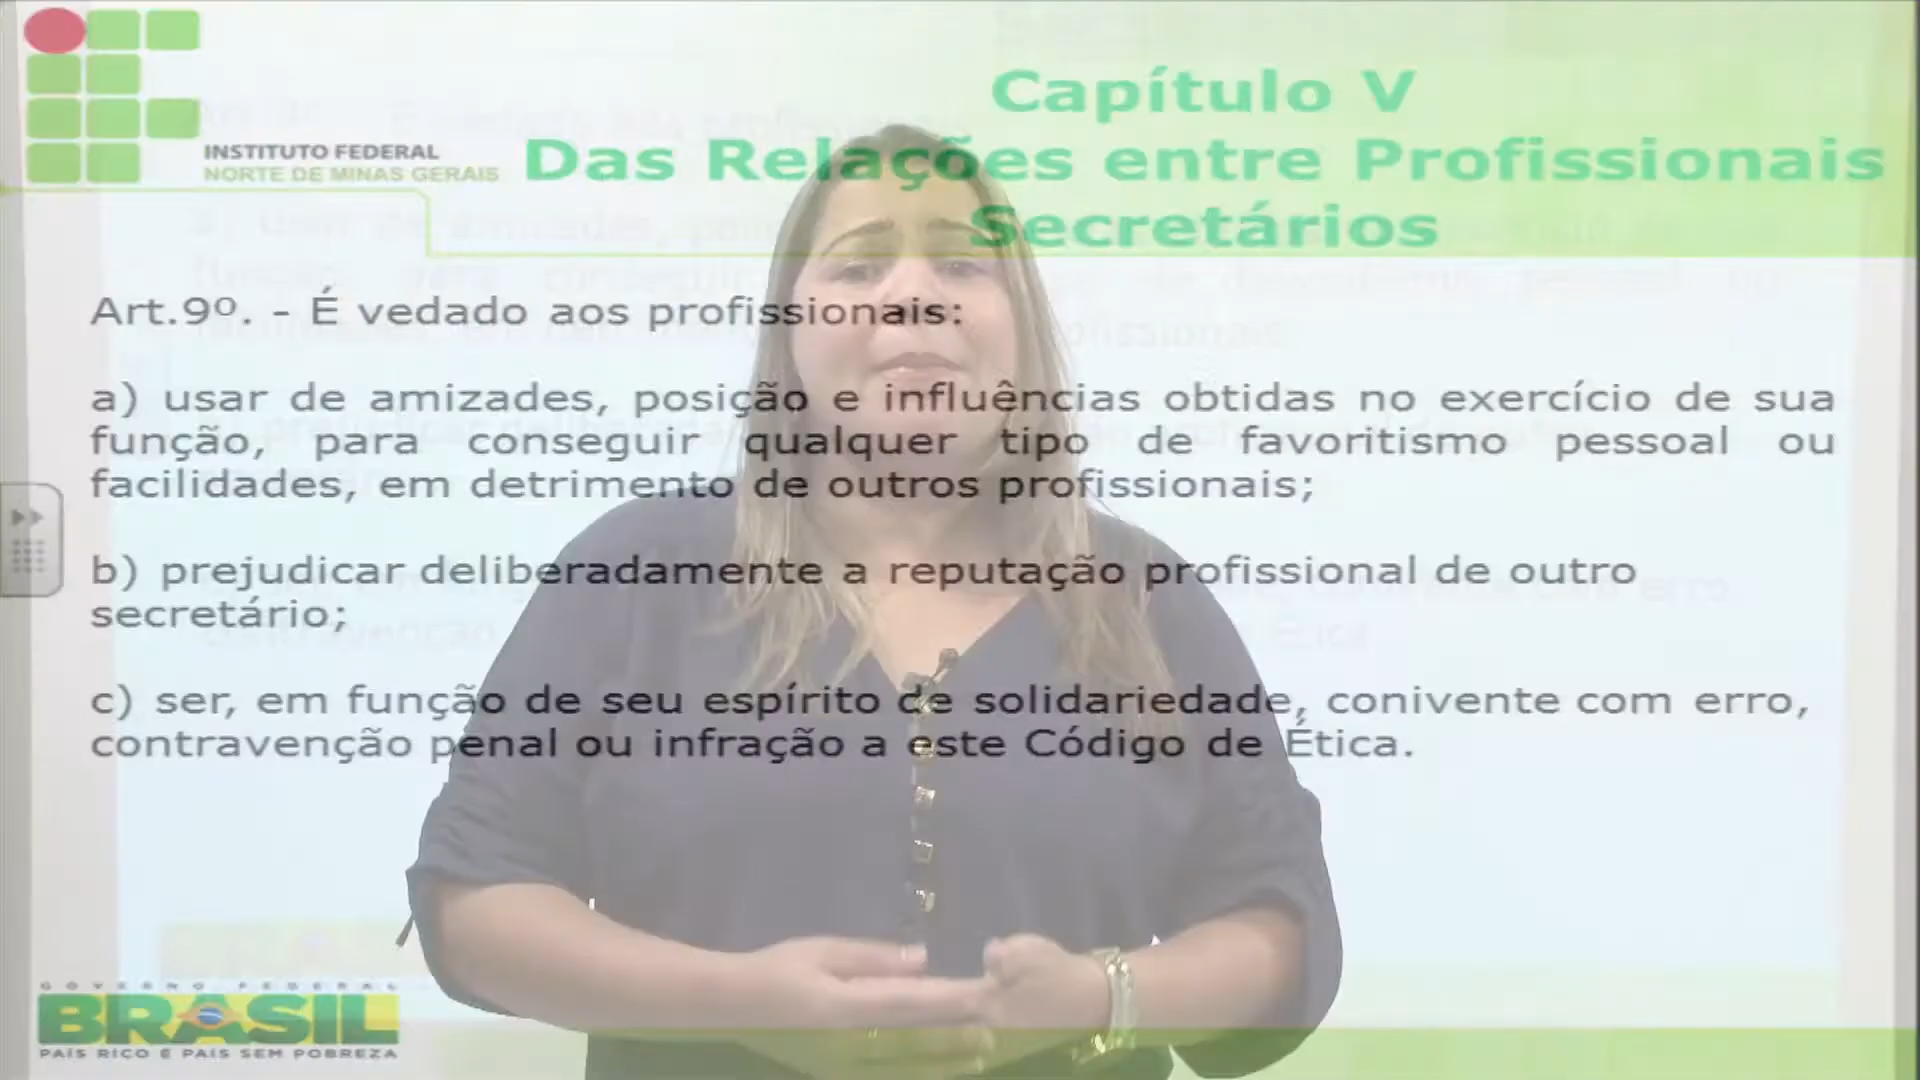 Capítulo V
INSTITUTO FEDERAL
NORTE DE MINAS GERAIS
Das Relações entre Profissionais
Secretários
Art.9º. - É vedado aos profissionais:
a) usar de amizades, posição e influências obtidas no exercício de sua
função, para conseguir qualquer tipo de favoritismo pessoal ou
facilidades, em detrimento de outros profissionais;
b) prejudicar deliberadamente a reputação profissional de outro
secretário;
c) ser, em função de seu espírito de solidariedade, conivente com erro,
contravenção penal ou infração a este Código de Ética.
GOVERNO FEDERAL
BRASIL
PAÍS RICO É PAÍS SEM POBREZA